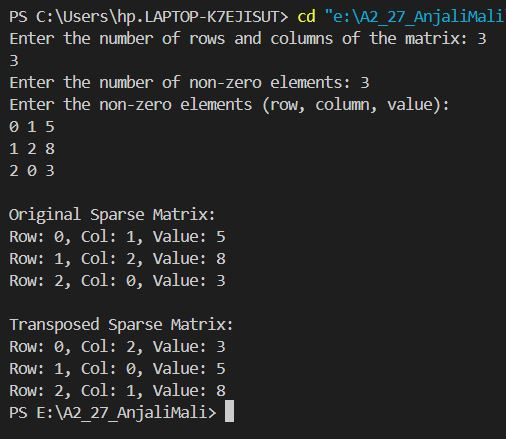 PS C:\Users\hp.LAPTOP-K7EJISUT> cd "e:\A2_27_AnjaliMali
Enter the number of rows and columns of the matrix: 3
3
Enter the number of non-zero elements: 3
Enter the non-zero elements (row, column, value):
0 1 5
1 2 8
2 0 3
Original Sparse Matrix:
Row: 0, Col: 1, Value: 5
Row: 1, Col: 2, Value: 8
Row: 2, Col: 0, Value: 3
Transposed Sparse Matrix:
Row: 0, Col: 2, Value: 3
Row: 1, Col: 0, Value: 5
Row: 2, Col: 1, Value: 8
PS E:\A2_27_AnjaliMali>